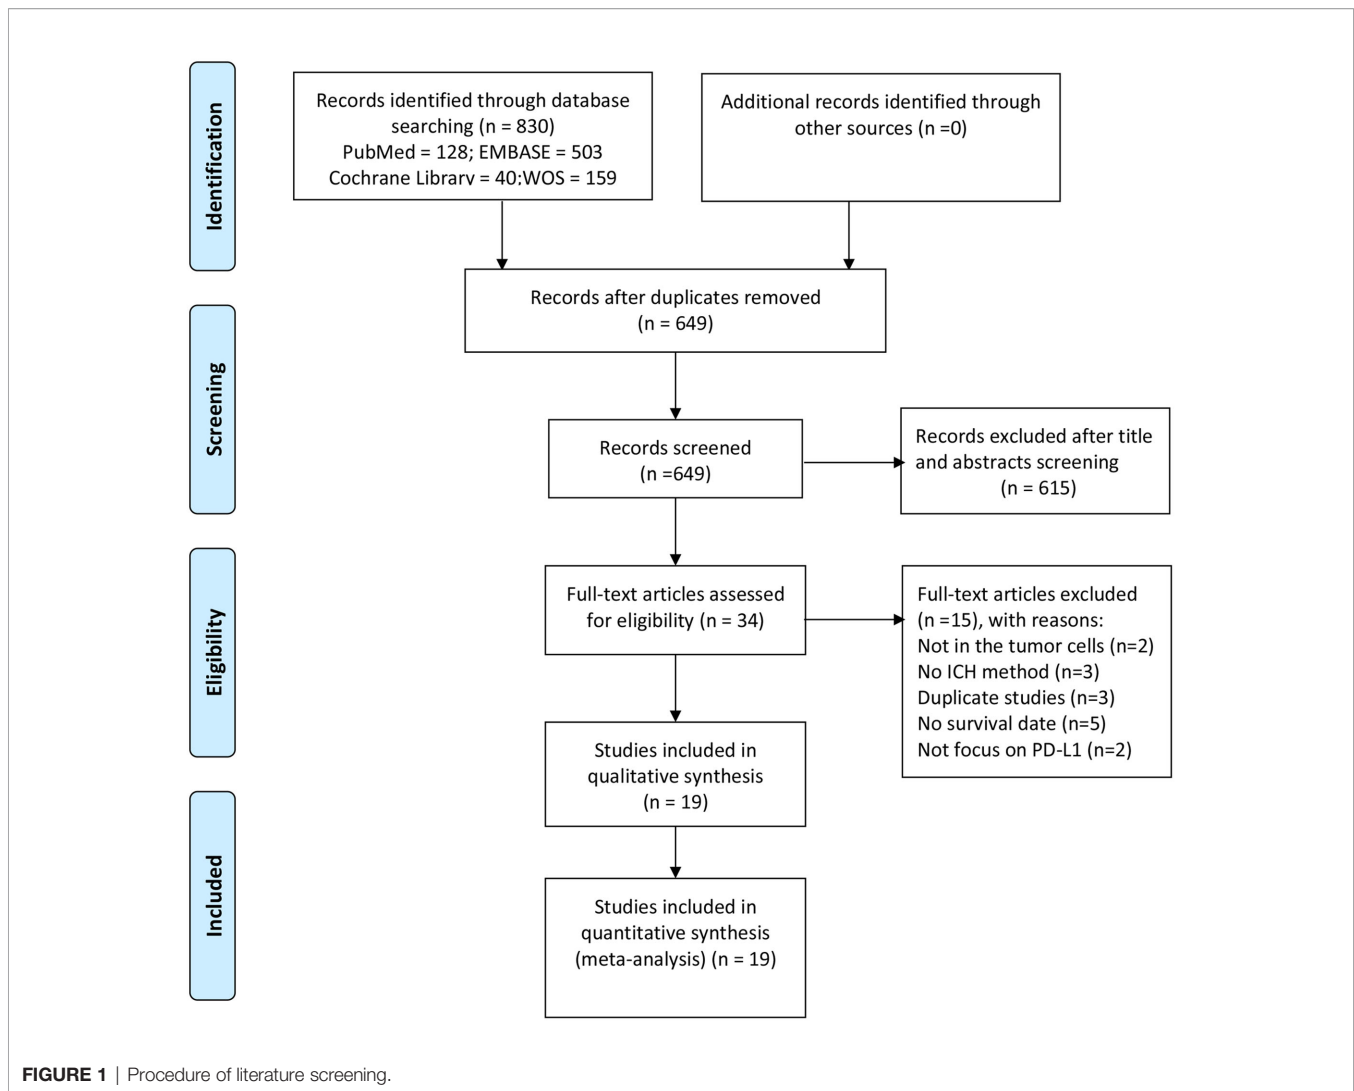 Identification
Records identified through database
searching (n = 830)
PubMed = 128; EMBASE = 503
Cochrane Library = 40;WOS = 159
Additional records identified through
other sources (n =0)
Records after duplicates removed
(n = 649)
Screening
Records screened
(n =649)
Records excluded after title
and abstracts screening
(n = 615)
Eligibility
Full-text articles assessed
for eligibility (n = 34)
Full-text articles excluded
(n =15), with reasons:
Not in the tumor cells (n=2)
No ICH method (n=3)
Duplicate studies (n=3)
No survival date (n=5)
Not focus on PD-L1 (n=2)
Studies included in
qualitative synthesis
(n = 19)
Included
Studies included in
quantitative synthesis
(meta-analysis) (n = 19)
FIGURE 1 | Procedure of literature screening.